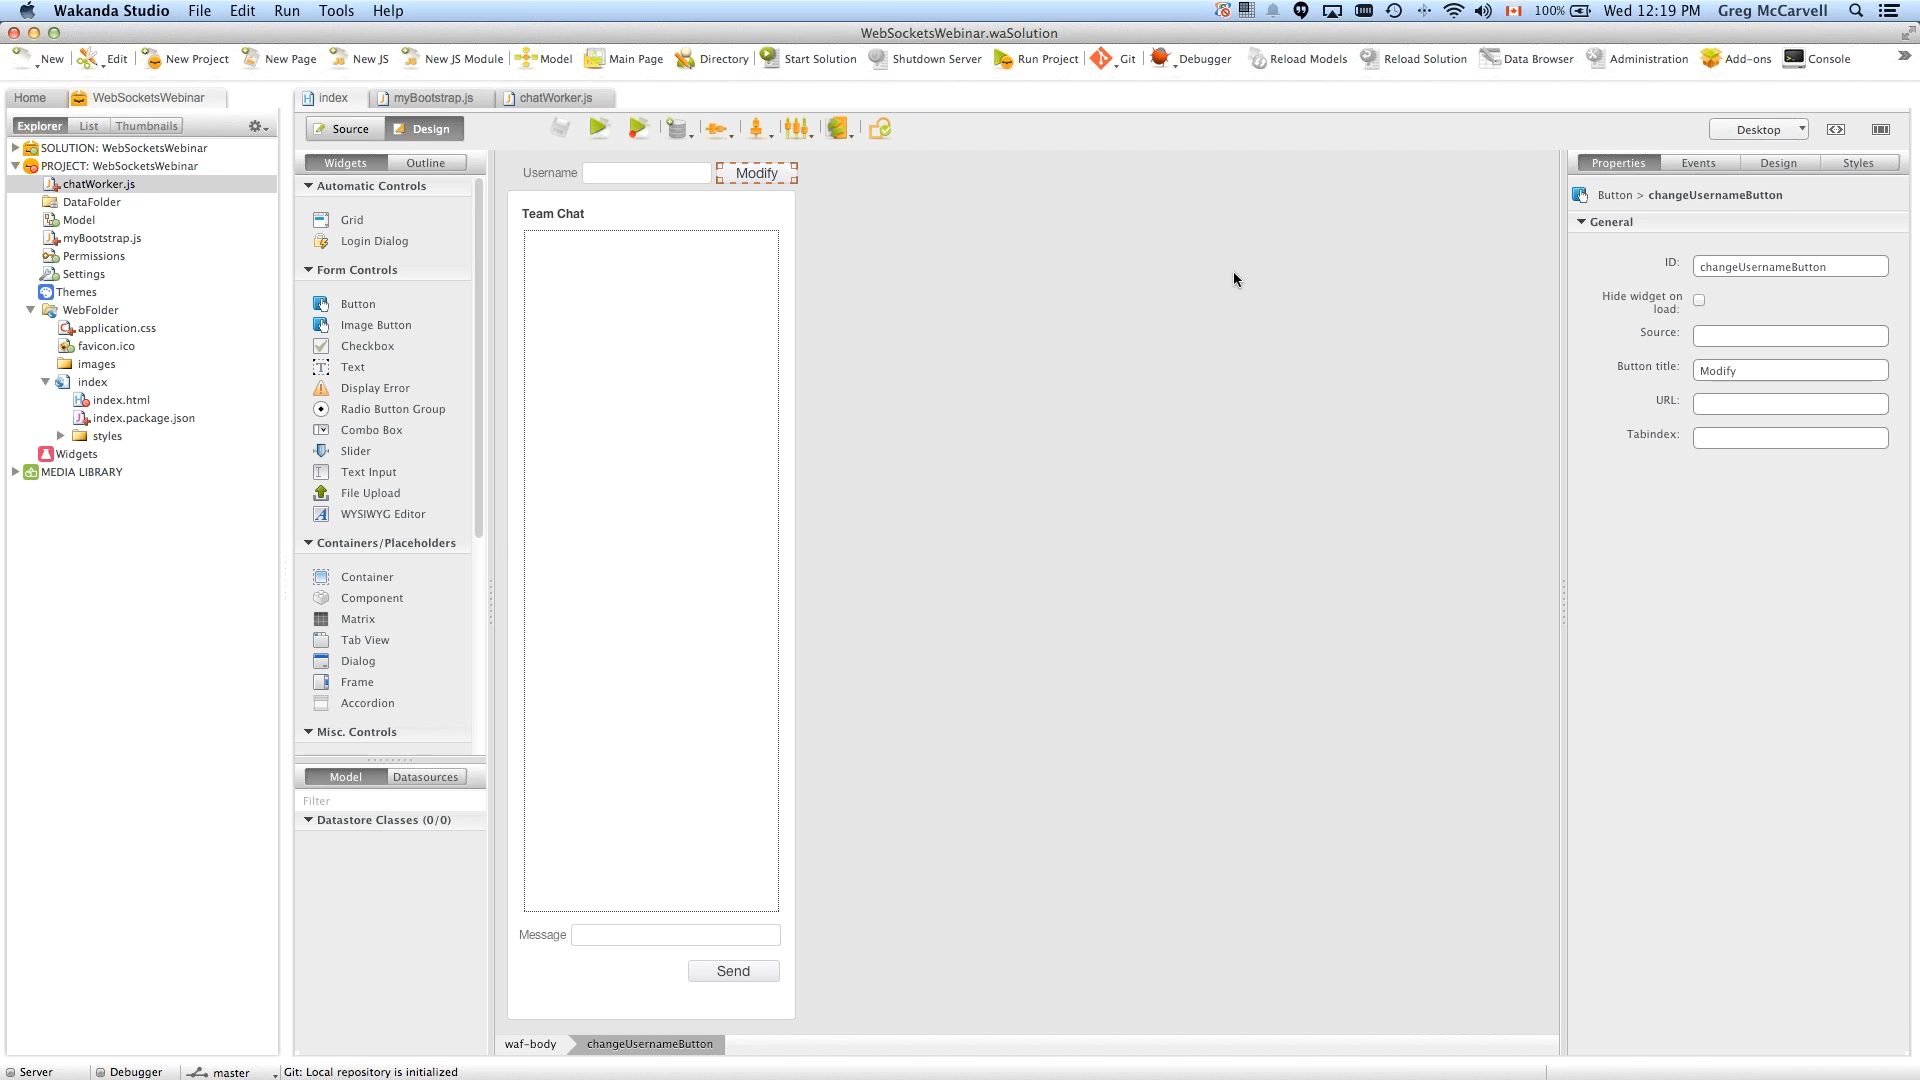 Wakanda Studio File Edit Run Tools Help 100% Wed 12:19 PM Greg McCarvell
WebSocketsWebinar.waSolution
New Edit New Project New Page New JS New JS Module Model Main Page Directory Start Solution Shutdown Server Run Project Git Debugger Reload Models Reload Solution Data Browser Administration Add-ons Console
Home WebSocketsWebinar index myBootstrap.js chatWorker.js
Explorer List Thumbnails
Source Design
Desktop
SOLUTION: WebSocketsWebinar
PROJECT: WebSocketsWebinar
chatWorker.js
DataFolder
Model
myBootstrap.js
Permissions
Settings
Themes
WebFolder
application.css
favicon.ico
images
index
index.html
index.package.json
styles
Widgets
MEDIA LIBRARY
Widgets Outline
Automatic Controls
Grid
Login Dialog
Form Controls
Button
Image Button
Checkbox
Text
Display Error
Radio Button Group
Combo Box
Slider
Text Input
File Upload
WYSIWYG Editor
Containers/Placeholders
Container
Component
Matrix
Tab View
Dialog
Frame
Accordion
Misc. Controls
Model Datasources
Filter
Datastore Classes (0/0)
Username Modify
Team Chat
Message
Send
waf-body changeUsernameButton
Properties Events Design Styles
Button > changeUsernameButton
General
ID: changeUsernameButton
Hide widget on
load:
Source:
Button title: Modify
URL:
Tabindex:
Server Debugger master Git: Local repository is initialized